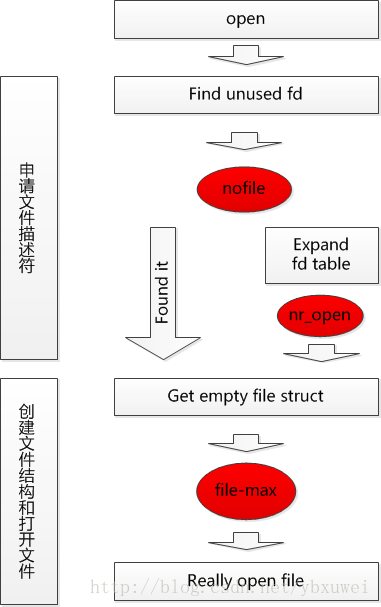 open
申请文件描述符
Find unused fd
nofile
Found it
Expand
fd table
nr_open
创建文件结构和打开文件
Get empty file struct
file-max
Really open file
http://blog.csdn.net/ybxuwei